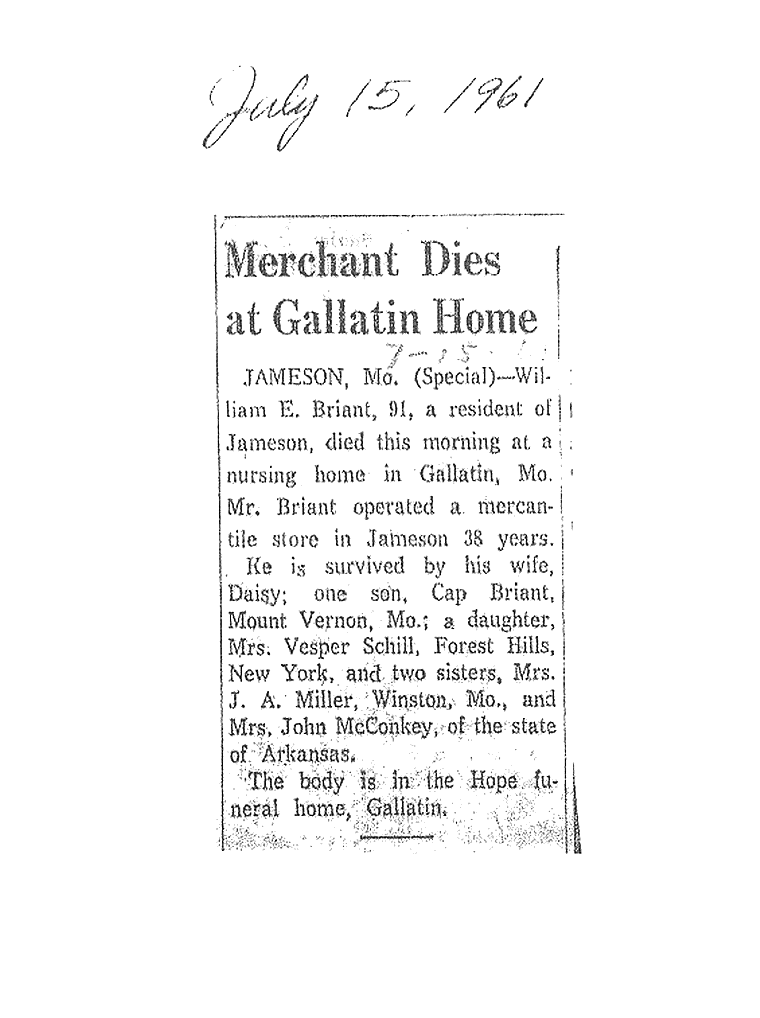 July 15, 1961
Merchant Dies
at Gallatin Home
7-15-
JAMESON, Mo. (Special)—Wil-
liam E. Briant, 91, a resident of
Jameson, died this morning at a
nursing home in Gallatin, Mo.
Mr. Briant operated a mercan-
tile store in Jameson 38 years.
He is survived by his wife,
Daisy; one son, Cap Briant,
Mount Vernon, Mo.; a daughter,
Mrs. Vesper Schill, Forest Hills,
New York, and two sisters, Mrs.
J. A. Miller, Winston, Mo., and
Mrs. John McConkey, of the state
of Arkansas.
The body is in the Hope fu-
neral home, Gallatin.